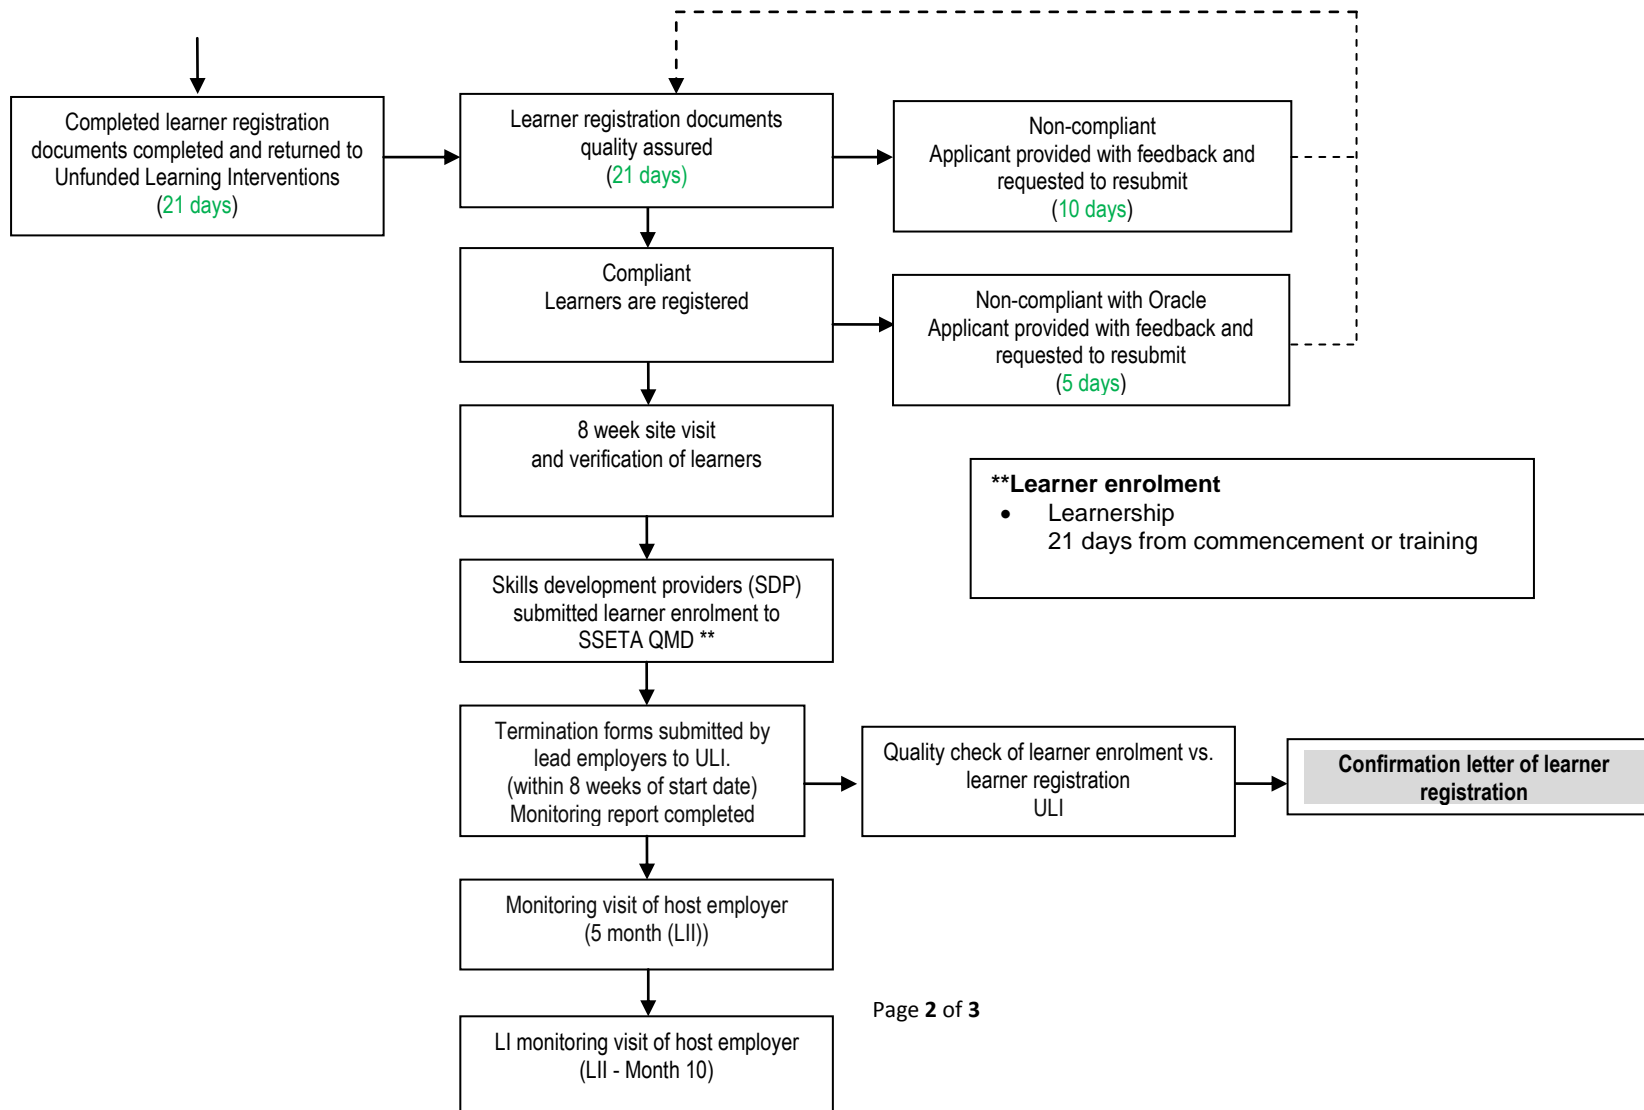 Completed learner registration
documents completed and returned to
Unfunded Learning Interventions
(21 days)
Learner registration documents
quality assured
(21 days)
Non-compliant
Applicant provided with feedback and
requested to resubmit
(10 days)
Compliant
Learners are registered
Non-compliant with Oracle
Applicant provided with feedback and
requested to resubmit
(5 days)
8 week site visit
and verification of learners
**Learner enrolment
• Learnership
21 days from commencement or training
Skills development providers (SDP)
submitted learner enrolment to
SSETA QMD **
Termination forms submitted by
lead employers to ULI.
(within 8 weeks of start date)
Monitoring report completed
Quality check of learner enrolment vs.
learner registration
ULI
Confirmation letter of learner
registration
Monitoring visit of host employer
(5 month (LII))
Page 2 of 3
LI monitoring visit of host employer
(LII - Month 10)